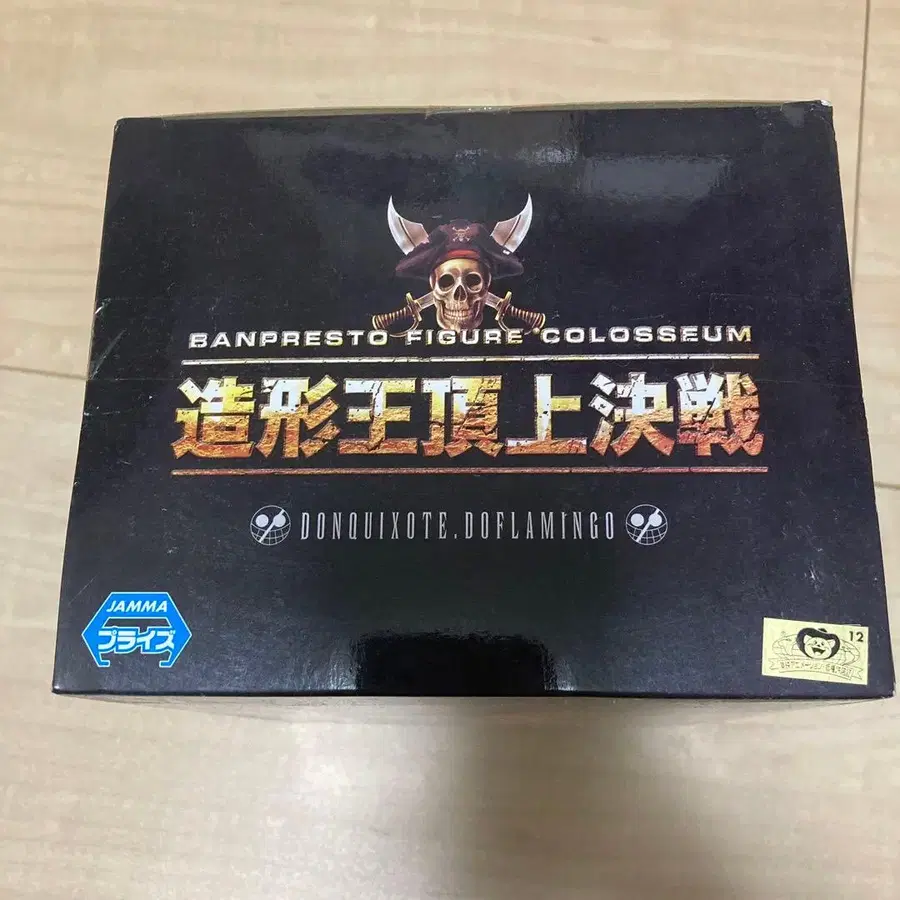 BANPRESTO FIGURE COLOSSEUM
造形王頂上決戦
DONQUIXOTE.DOFLAMINGO
JAMMA
プライズ
12